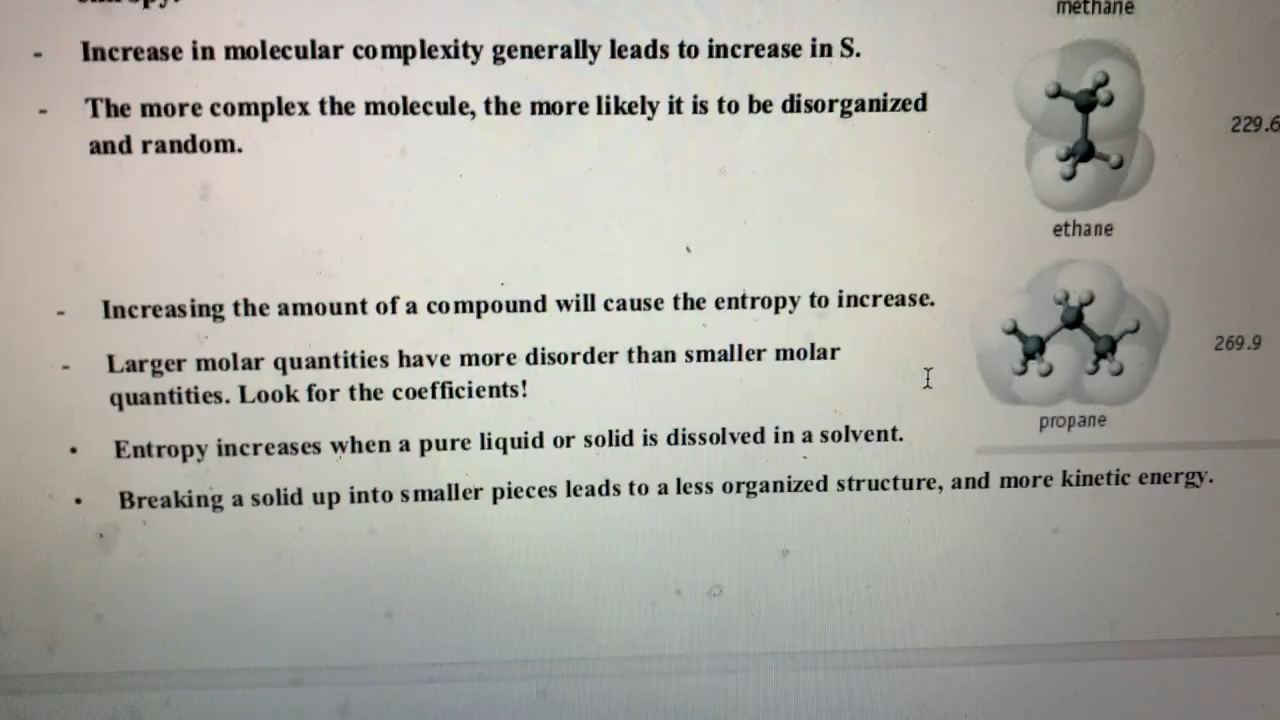 methane
- Increase in molecular complexity generally leads to increase in S.
- The more complex the molecule, the more likely it is to be disorganized
and random.
229.6
ethane
- Increasing the amount of a compound will cause the entropy to increase.
- Larger molar quantities have more disorder than smaller molar
quantities. Look for the coefficients!
269.9
propane
• Entropy increases when a pure liquid or solid is dissolved in a solvent.
• Breaking a solid up into smaller pieces leads to a less organized structure, and more kinetic energy.